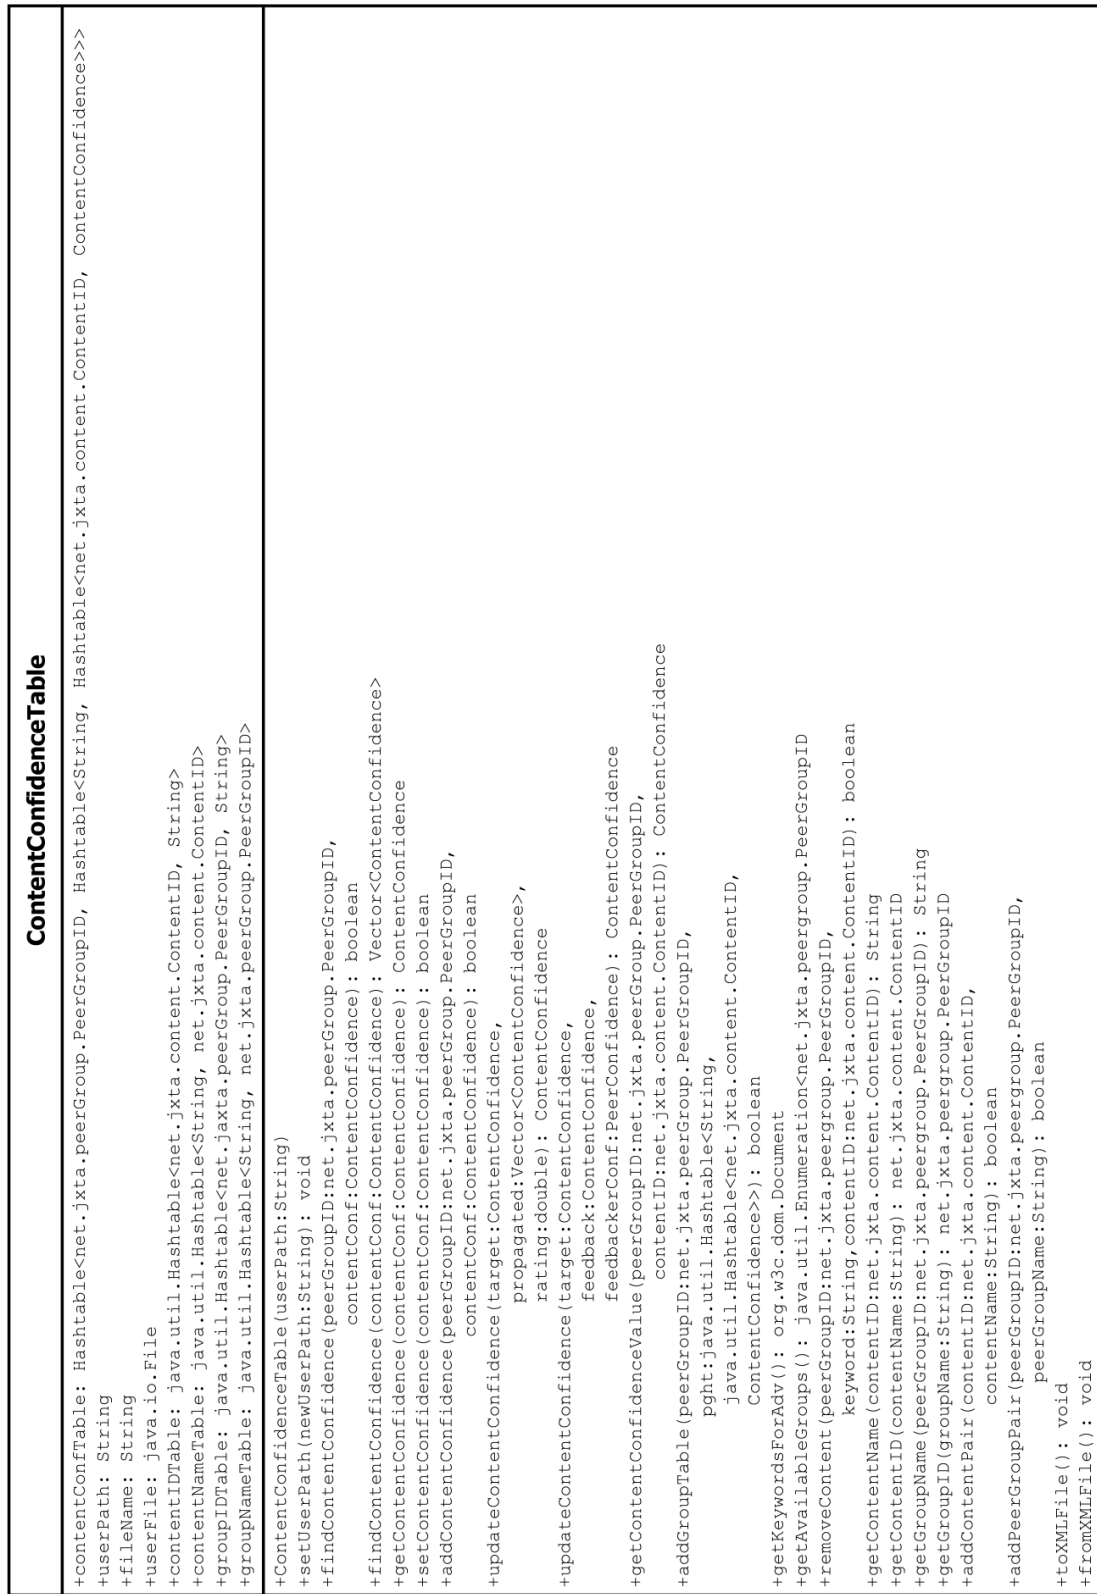 ContentConfidenceTable
+contentConfTable: Hashtable<net.jxta.peerGroup.PeerGroupID, Hashtable<String, Hashtable<net.jxta.content.ContentID, ContentConfidence>>>
+userPath: String
+fileName: String
+userFile: java.io.File
+contentIDTable: java.util.Hashtable<net.jxta.content.ContentID, String>
+contentNameTable: java.util.Hashtable<String, net.jxta.content.ContentID>
+groupIDTable: java.util.Hashtable<net.jaxta.peerGroup.PeerGroupID, String>
+groupNameTable: java.util.Hashtable<String, net.jxta.peerGroup.PeerGroupID>
+ContentConfidenceTable(userPath:String)
+setUserPath(newUserPath:String): void
+findContentConfidence(peerGroupID:net.jxta.peerGroup.PeerGroupID,
contentConf:ContentConfidence): boolean
+findContentConfidence(contentConf:ContentConfidence): Vector<ContentConfidence>
+getContentConfidence(contentConf:ContentConfidence): ContentConfidence
+setContentConfidence(contentConf:ContentConfidence): boolean
+addContentConfidence(peerGroupID:net.jxta.peerGroup.PeerGroupID,
contentConf:ContentConfidence): boolean
+updateContentConfidence(target:ContentConfidence,
propagated:Vector<ContentConfidence>,
rating:double): ContentConfidence
+updateContentConfidence(target:ContentConfidence,
feedback:ContentConfidence,
feedbackerConf:PeerConfidence): ContentConfidence
+getContentConfidenceValue(peerGroupID:net.jxta.peerGroup.PeerGroupID,
contentID:net.jxta.content.ContentID): ContentConfidence
+addGroupTable(peerGroupID:net.jxta.peerGroup.PeerGroupID,
pght:java.util.Hashtable<String,
java.util.Hashtable<net.jxta.content.ContentID,
ContentConfidence>>): boolean
+getKeywordsForAdv(): org.w3c.dom.Document
+getAvailableGroups(): java.util.Enumeration<net.jxta.peergroup.PeerGroupID
+removeContent(peerGroupID:net.jxta.peergroup.PeerGroupID,
keyword:String,contentID:net.jxta.content.ContentID): boolean
+getContentName(contentID:net.jxta.content.ContentID): String
+getContentID(contentName:String): net.jxta.content.ContentID
+getGroupName(peerGroupID:net.jxta.peergroup.PeerGroupID): String
+getGroupID(groupName:String): net.jxta.peergroup.PeerGroupID
+addContentPair(contentID:net.jxta.content.ContentID,
contentName:String): boolean
+addPeerGroupPair(peerGroupID:net.jxta.peergroup.PeerGroupID,
peerGroupName:String): boolean
+toXMLFile(): void
+fromXMLFile(): void